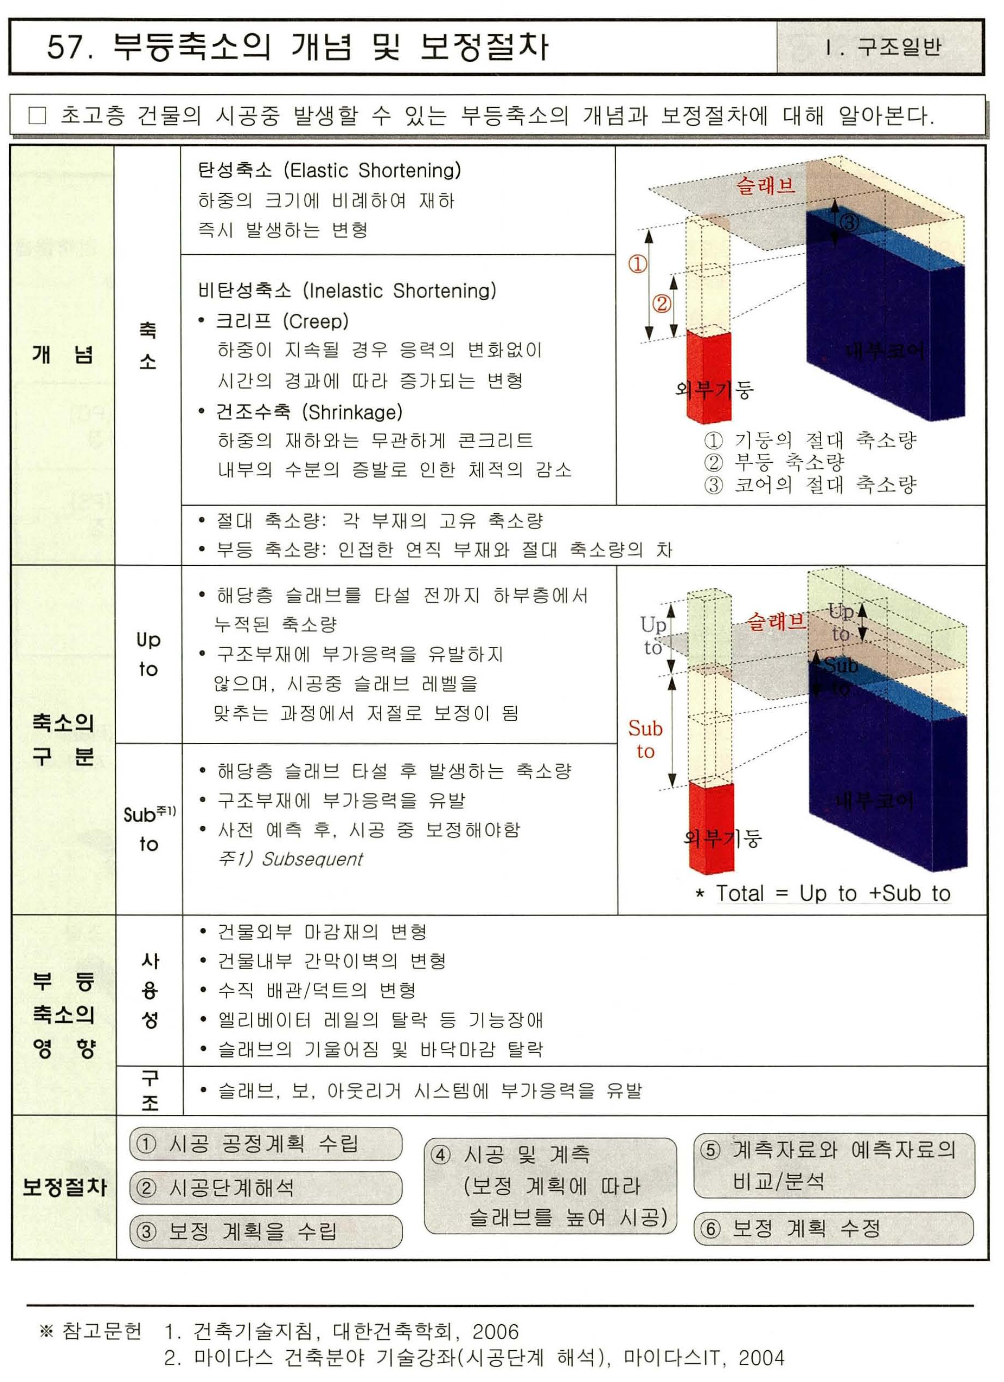 57. 부등축소의 개념 및 보정절차
Ⅰ. 구조일반
□ 초고층 건물의 시공중 발생할 수 있는 부등축소의 개념과 보정절차에 대해 알아본다.
개 념
축
소
탄성축소 (Elastic Shortening)
하중의 크기에 비례하여 재하
즉시 발생하는 변형
비탄성축소 (Inelastic Shortening)
• 크리프 (Creep)
하중이 지속될 경우 응력의 변화없이
시간의 경과에 따라 증가되는 변형
• 건조수축 (Shrinkage)
하중의 재하와는 무관하게 콘크리트
내부의 수분의 증발로 인한 체적의 감소
슬래브
①
②
③
내부코어
외부기둥
① 기둥의 절대 축소량
② 부등 축소량
③ 코어의 절대 축소량
• 절대 축소량: 각 부재의 고유 축소량
• 부등 축소량: 인접한 연직 부재와 절대 축소량의 차
축소의
구 분
Up
to
• 해당층 슬래브를 타설 전까지 하부층에서
누적된 축소량
• 구조부재에 부가응력을 유발하지
않으며, 시공중 슬래브 레벨을
맞추는 과정에서 저절로 보정이 됨
Sub주1)
to
• 해당층 슬래브 타설 후 발생하는 축소량
• 구조부재에 부가응력을 유발
• 사전 예측 후, 시공 중 보정해야함
주1) Subsequent
Up
to
슬래브
Up
to
Sub
to
Sub
to
내부코어
외부기둥
* Total = Up to +Sub to
부 등
축소의
영 향
사
용
성
• 건물외부 마감재의 변형
• 건물내부 간막이벽의 변형
• 수직 배관/덕트의 변형
• 엘리베이터 레일의 탈락 등 기능장애
• 슬래브의 기울어짐 및 바닥마감 탈락
구
조
• 슬래브, 보, 아웃리거 시스템에 부가응력을 유발
보정절차
① 시공 공정계획 수립
② 시공단계해석
③ 보정 계획을 수립
④ 시공 및 계측
(보정 계획에 따라
슬래브를 높여 시공)
⑤ 계측자료와 예측자료의
비교/분석
⑥ 보정 계획 수정
※ 참고문헌 1. 건축기술지침, 대한건축학회, 2006
2. 마이다스 건축분야 기술강좌(시공단계 해석), 마이다스IT, 2004